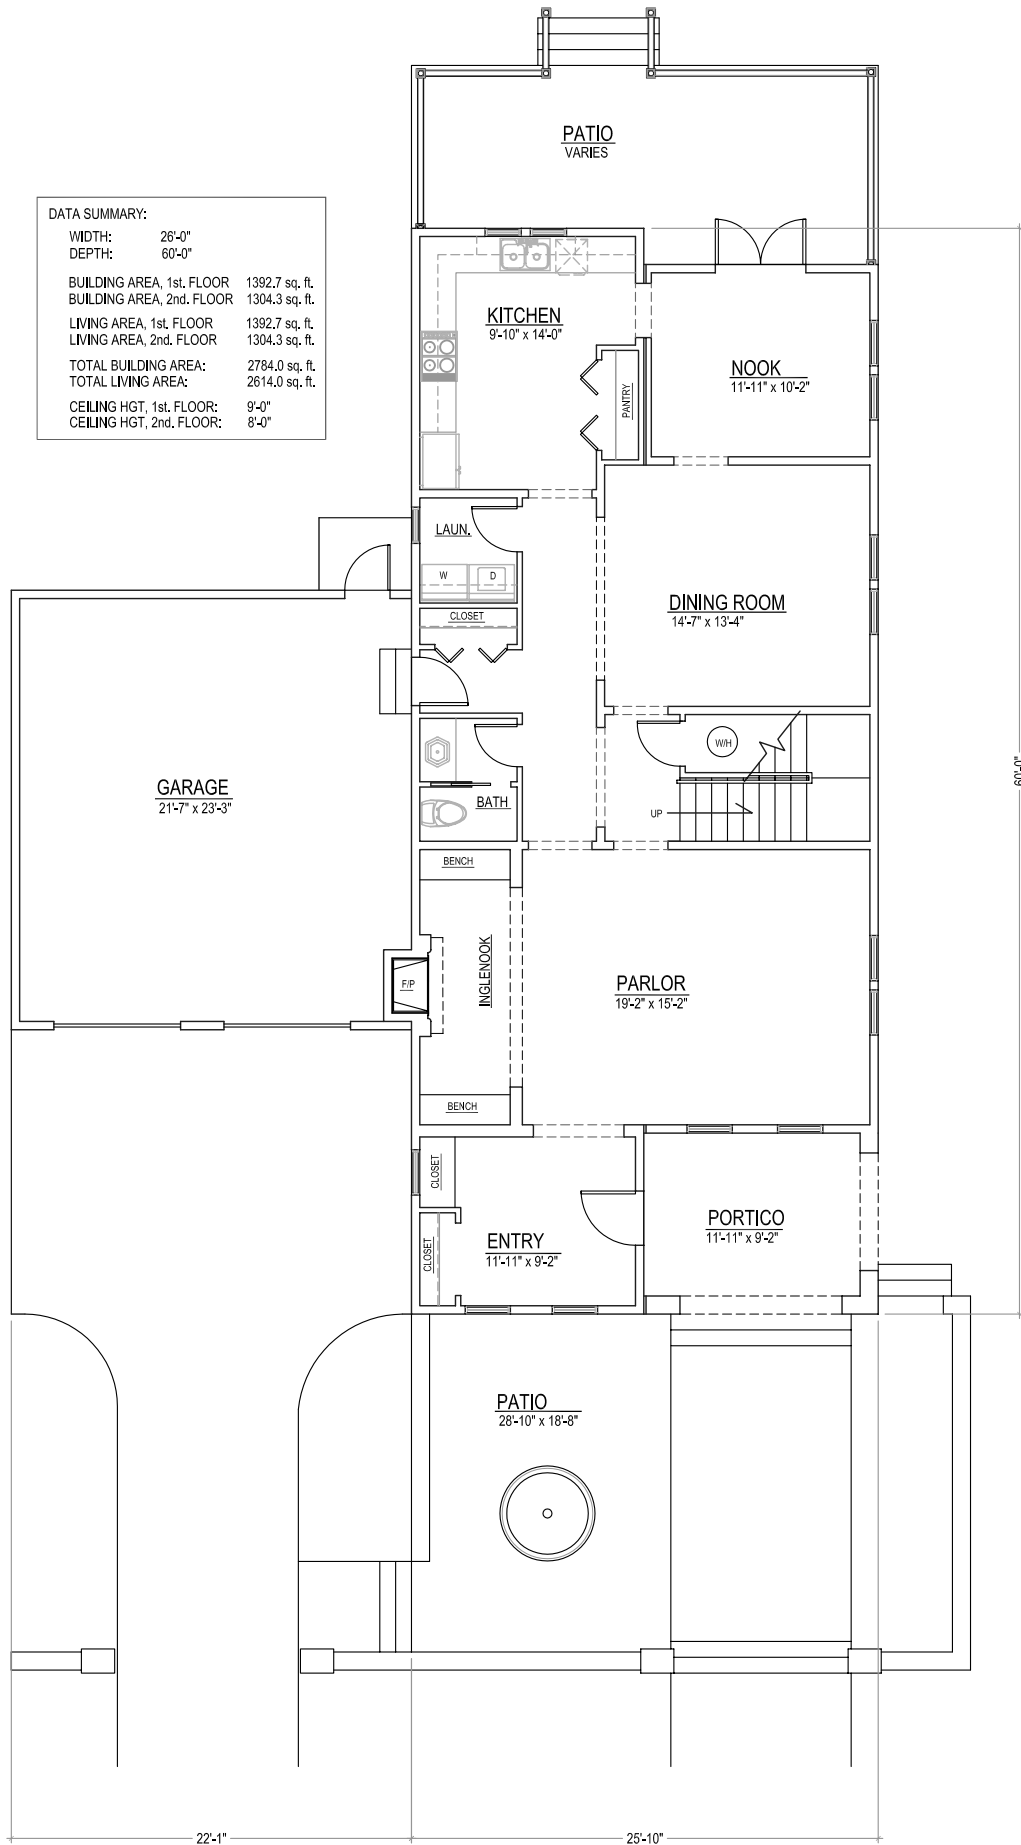 PATIO
VARIES
DATA SUMMARY:
WIDTH: 26'-0"
DEPTH: 60'-0"
BUILDING AREA, 1st. FLOOR 1392.7 sq. ft.
BUILDING AREA, 2nd. FLOOR 1304.3 sq. ft.
LIVING AREA, 1st. FLOOR 1392.7 sq. ft.
LIVING AREA, 2nd. FLOOR 1304.3 sq. ft.
TOTAL BUILDING AREA: 2784.0 sq. ft.
TOTAL LIVING AREA: 2614.0 sq. ft.
CEILING HGT, 1st. FLOOR: 9'-0"
CEILING HGT, 2nd. FLOOR: 8'-0"
KITCHEN
9'-10" x 14'-0"
NOOK
11'-11" x 10'-2"
PANTRY
LAUN.
W
D
CLOSET
DINING ROOM
14'-7" x 13'-4"
W/H
60'-0"
GARAGE
21'-7" x 23'-3"
BATH
UP
BENCH
INGLENOOK
F/P
PARLOR
19'-2" x 15'-2"
BENCH
CLOSET
CLOSET
ENTRY
11'-11" x 9'-2"
PORTICO
11'-11" x 9'-2"
PATIO
28'-10" x 18'-8"
22'-1"
25'-10"